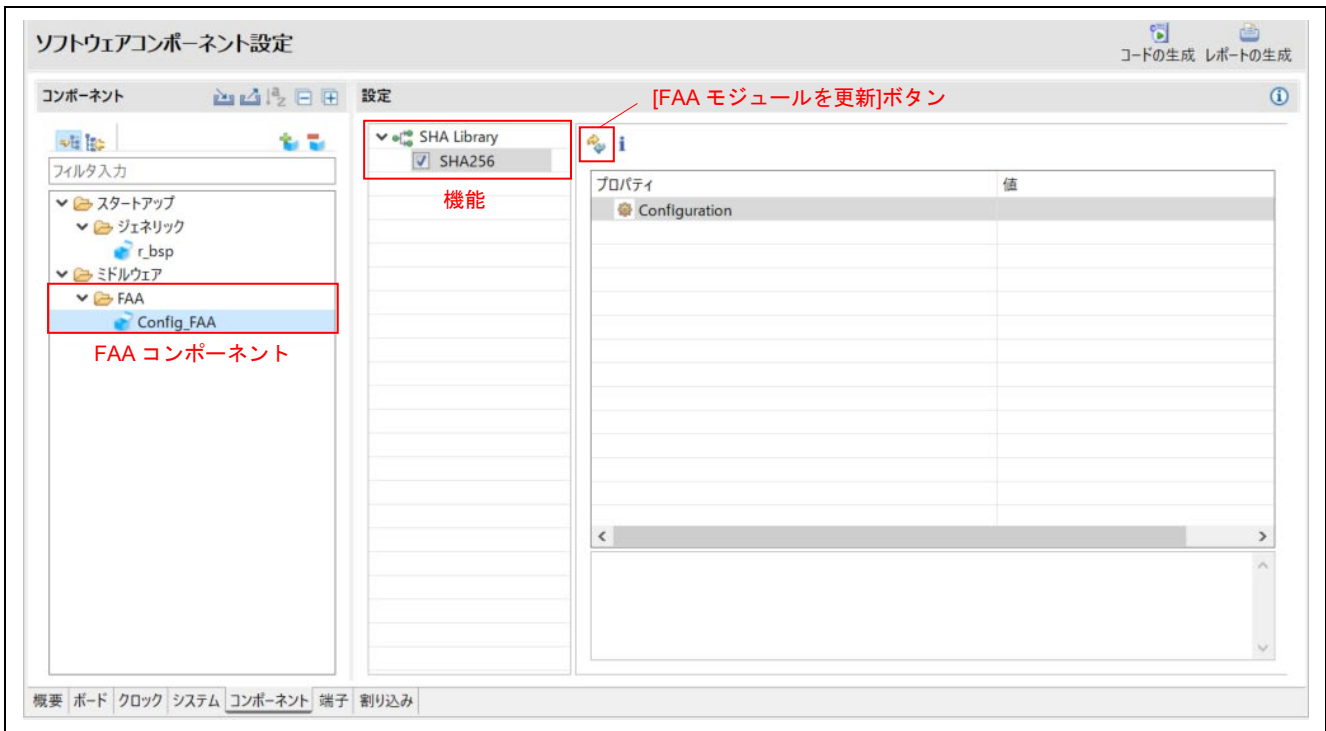 ソフトウェアコンポーネント設定
コードの生成 レポートの生成
コンポーネント
設定
[FAA モジュールを更新]ボタン
フィルタ入力
スタートアップ
ジェネリック
r_bsp
ミドルウェア
FAA
Config_FAA
FAA コンポーネント
SHA Library
SHA256
機能
プロパティ 値
Configuration
概要 ボード クロック システム コンポーネント 端子 割り込み